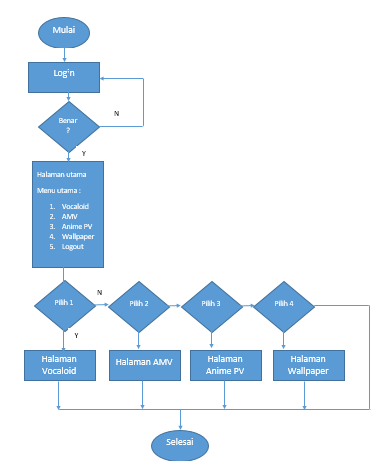 Mulai
Login
Benar
?
N
Y
Halaman utama
Menu utama :
1. Vocaloid
2. AMV
3. Anime PV
4. Wallpaper
5. Logout
Pilih 1
N
Pilih 2
Pilih 3
Pilih 4
Y
Halaman
Vocaloid
Halaman AMV
Halaman
Anime PV
Halaman
Wallpaper
Selesai